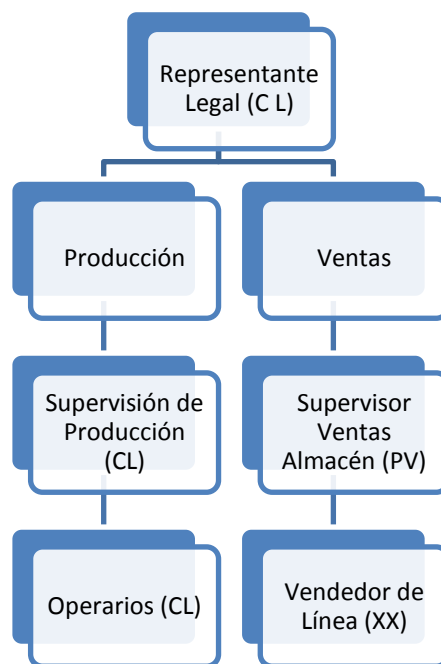 Representante
Legal (C L)
Producción
Ventas
Supervisión de
Producción
(CL)
Supervisor
Ventas
Almacén (PV)
Operarios (CL)
Vendedor de
Línea (XX)